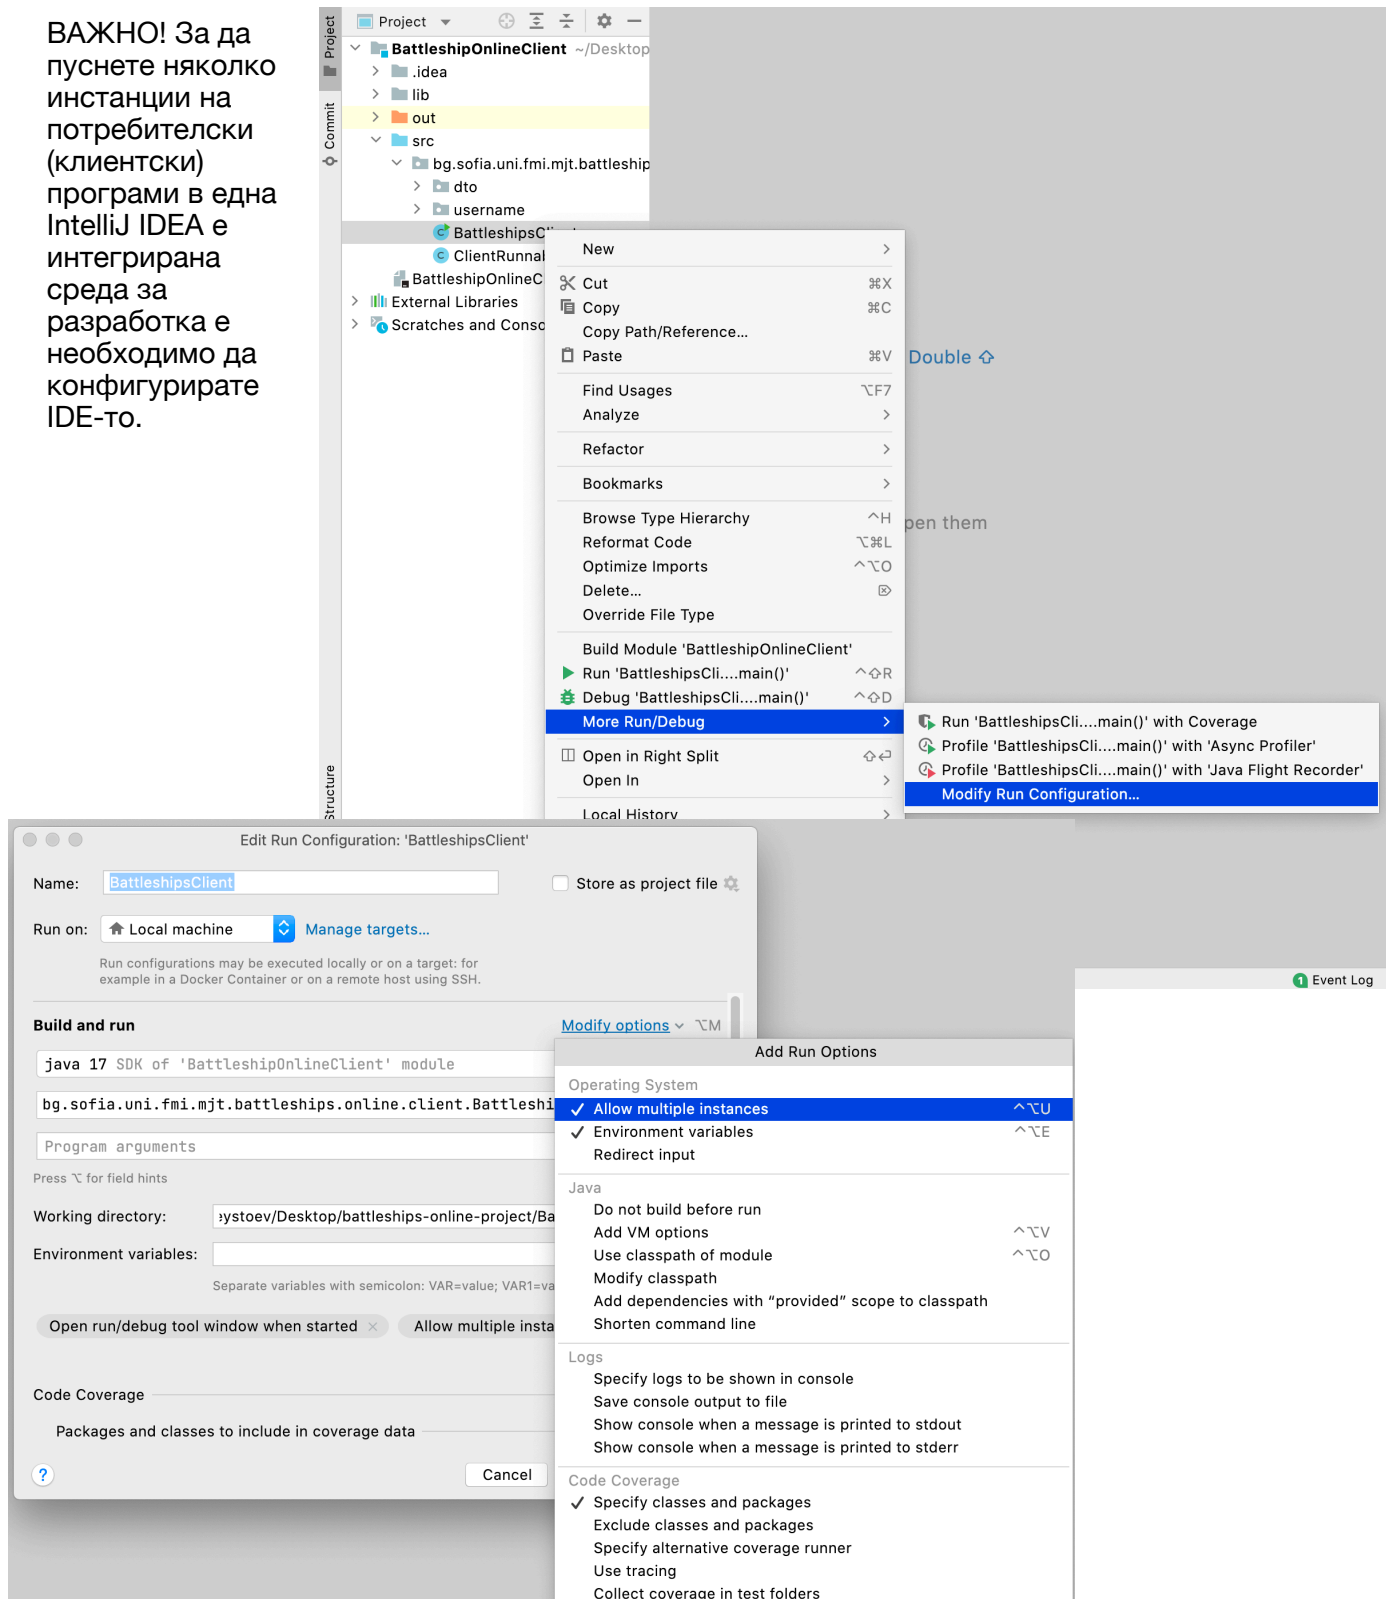 ВАЖНО! За да
пуснете няколко
инстанции на
потребителски
(клиентски)
програми в една
IntelliJ IDEA е
интегрирана
среда за
разработка е
необходимо да
конфигурирате
IDE-то.
Project
Commit
Structure
Project
BattleshipOnlineClient ~/Desktop
.idea
lib
out
src
bg.sofia.uni.fmi.mjt.battleship
dto
username
BattleshipsClient
ClientRunnal
BattleshipOnlineC
External Libraries
Scratches and Conso
New
Cut ⌘X
Copy ⌘C
Copy Path/Reference...
Paste ⌘V
Find Usages ⌥F7
Analyze
Refactor
Bookmarks
Browse Type Hierarchy ^H
Reformat Code ⌥⌘L
Optimize Imports ^⌥O
Delete... ⌦
Override File Type
Build Module 'BattleshipOnlineClient'
Run 'BattleshipsCli....main()' ^⇧R
Debug 'BattleshipsCli....main()' ^⇧D
More Run/Debug
Open in Right Split ⇧↩
Open In
Local History
Double ⇧
pen them
Run 'BattleshipsCli....main()' with Coverage
Profile 'BattleshipsCli....main()' with 'Async Profiler'
Profile 'BattleshipsCli....main()' with 'Java Flight Recorder'
Modify Run Configuration...
Edit Run Configuration: 'BattleshipsClient'
Name: BattleshipsClient Store as project file
Run on: Local machine Manage targets...
Run configurations may be executed locally or on a target: for
example in a Docker Container or on a remote host using SSH.
Build and run Modify options ⌥M
java 17 SDK of 'BattleshipOnlineClient' module
bg.sofia.uni.fmi.mjt.battleships.online.client.Battleshi
Program arguments
Press ⌥ for field hints
Working directory: eystoev/Desktop/battleships-online-project/Ba
Environment variables:
Separate variables with semicolon: VAR=value; VAR1=va
Open run/debug tool window when started × Allow multiple insta
Code Coverage
Packages and classes to include in coverage data
? Cancel
Add Run Options
Operating System
✓ Allow multiple instances ^⌥U
✓ Environment variables ^⌥E
Redirect input
Java
Do not build before run
Add VM options ^⌥V
Use classpath of module ^⌥O
Modify classpath
Add dependencies with “provided” scope to classpath
Shorten command line
Logs
Specify logs to be shown in console
Save console output to file
Show console when a message is printed to stdout
Show console when a message is printed to stderr
Code Coverage
✓ Specify classes and packages
Exclude classes and packages
Specify alternative coverage runner
Use tracing
Collect coverage in test folders
1 Event Log